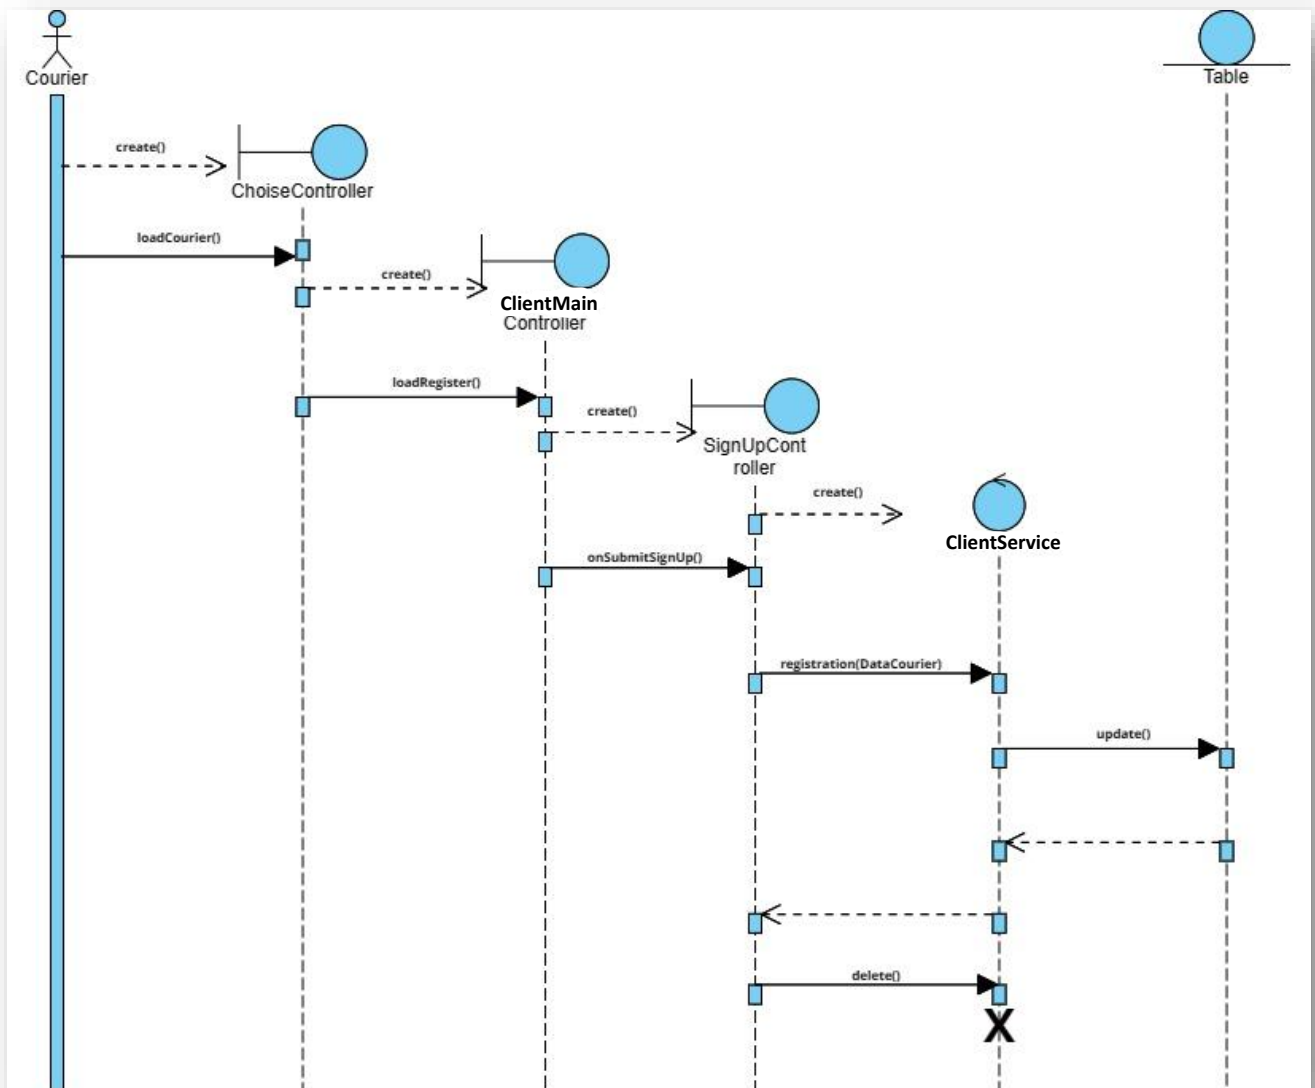 Courier
Table
create()
ChoiseController
loadCourier()
create()
ClientMain
Controller
loadRegister()
create()
SignUpCont
roller
create()
ClientService
onSubmitSignUp()
registration(DataCourier)
update()
delete()
X